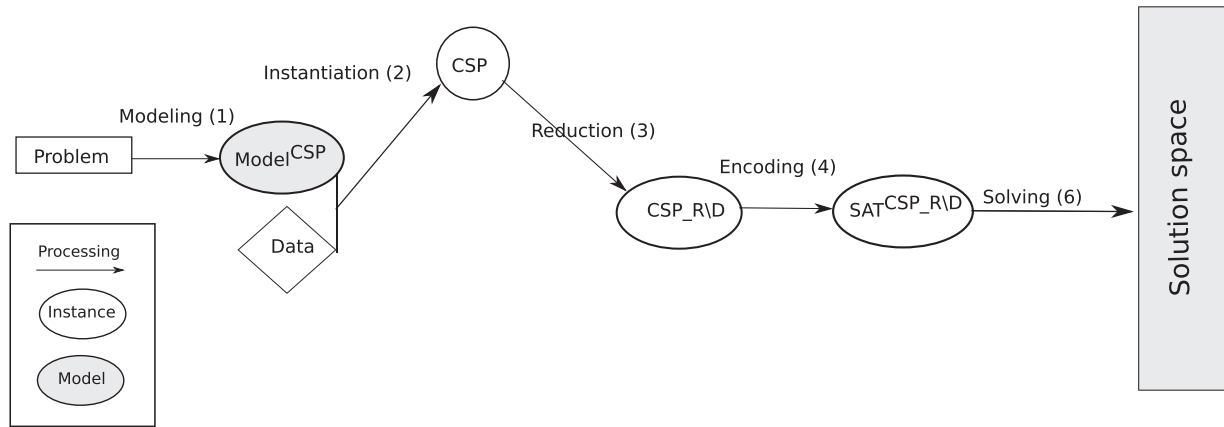 Modeling (1)
Problem
Model^CSP
Data
Instantiation (2)
CSP
Reduction (3)
CSP_R\D
Encoding (4)
SAT^CSP_R\D
Solving (6)
Solution space
Processing
Instance
Model